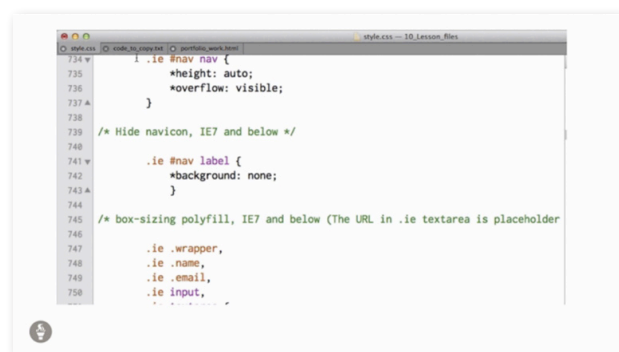 style.css — 10_Lesson_files
style.css code_to_copy.txt portfolio_work.html
734 .ie #nav nav {
735 *height: auto;
736 *overflow: visible;
737 }
738
739 /* Hide navicon, IE7 and below */
740
741 .ie #nav label {
742 *background: none;
743 }
744
745 /* box-sizing polyfill, IE7 and below (The URL in .ie textarea is placeholder
746
747 .ie .wrapper,
748 .ie .name,
749 .ie .email,
750 .ie input,